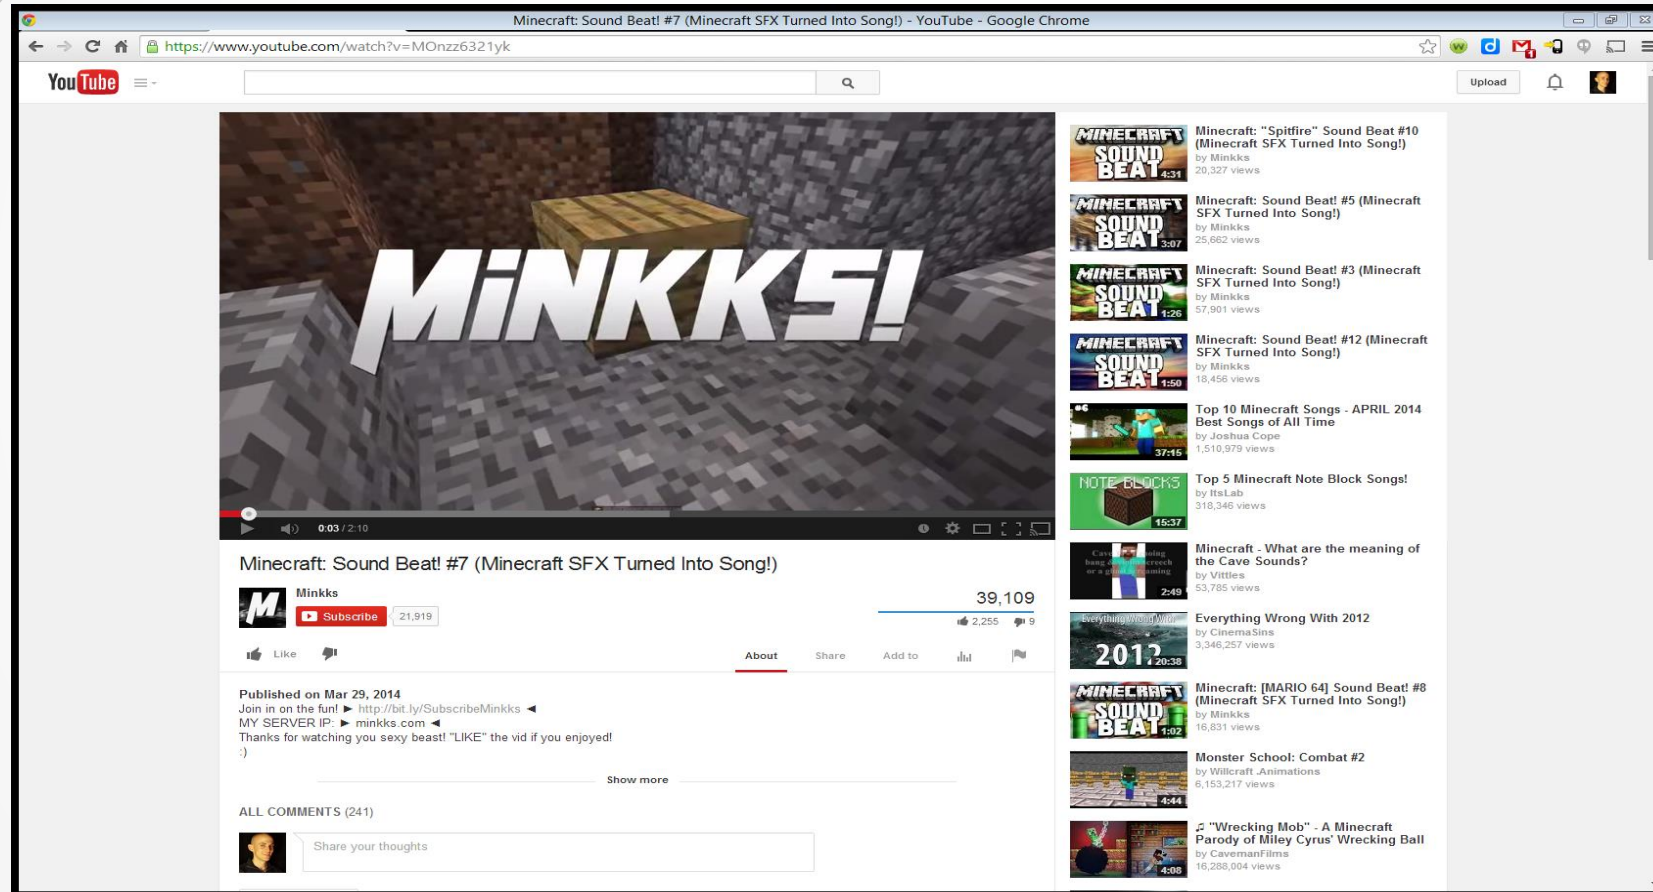 Minecraft: Sound Beat! #7 (Minecraft SFX Turned Into Song!) - YouTube - Google Chrome
https://www.youtube.com/watch?v=MOnzz6321yk
YouTube
Upload
MiNKKS!
0:03 / 2:10
Minecraft: Sound Beat! #7 (Minecraft SFX Turned Into Song!)
M
Minkks
Subscribe 21,919
39,109
2,255 9
Like
About Share Add to
Published on Mar 29, 2014
Join in on the fun! ► http://bit.ly/SubscribeMinkks ◄
MY SERVER IP: ► minkks.com ◄
Thanks for watching you sexy beast! "LIKE" the vid if you enjoyed!
:)
Show more
ALL COMMENTS (241)
Share your thoughts
MINECRAFT
SOUND
BEAT
4:31
Minecraft: "Spitfire" Sound Beat #10
(Minecraft SFX Turned Into Song!)
by Minkks
20,327 views
MINECRAFT
SOUND
BEAT
3:07
Minecraft: Sound Beat! #5 (Minecraft
SFX Turned Into Song!)
by Minkks
25,662 views
MINECRAFT
SOUND
BEAT
1:26
Minecraft: Sound Beat! #3 (Minecraft
SFX Turned Into Song!)
by Minkks
57,901 views
MINECRAFT
SOUND
BEAT
1:50
Minecraft: Sound Beat! #12 (Minecraft
SFX Turned Into Song!)
by Minkks
18,456 views
#6
37:15
Top 10 Minecraft Songs - APRIL 2014
Best Songs of All Time
by Joshua Cope
1,510,979 views
NOTE BLOCKS
15:37
Top 5 Minecraft Note Block Songs!
by ItsLab
318,346 views
2:49
Minecraft - What are the meaning of
the Cave Sounds?
by Vittles
53,785 views
Everything Wrong With
2012
20:38
Everything Wrong With 2012
by CinemaSins
3,346,257 views
MINECRAFT
SOUND
BEAT
1:02
Minecraft: [MARIO 64] Sound Beat! #8
(Minecraft SFX Turned Into Song!)
by Minkks
16,831 views
4:44
Monster School: Combat #2
by Willcraft .Animations
6,153,217 views
4:08
♫ "Wrecking Mob" - A Minecraft
Parody of Miley Cyrus' Wrecking Ball
by CavemanFilms
16,288,004 views